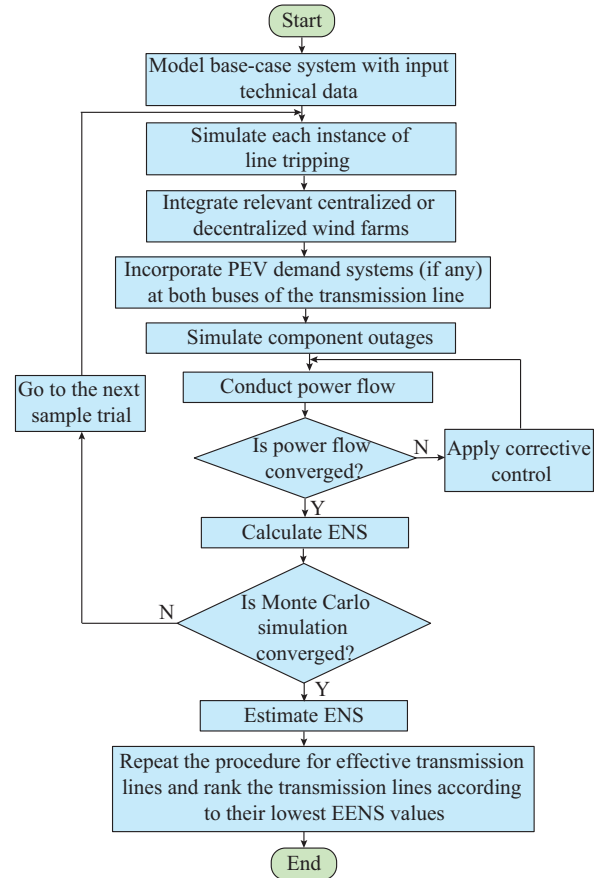 Start
Model base-case system with input
technical data
Simulate each instance of
line tripping
Integrate relevant centralized or
decentralized wind farms
Incorporate PEV demand systems (if any)
at both buses of the transmission line
Simulate component outages
Go to the next
sample trial
Conduct power flow
Is power flow
converged?
N
Apply corrective
control
Y
Calculate ENS
N
Is Monte Carlo
simulation
converged?
Y
Estimate ENS
Repeat the procedure for effective transmission
lines and rank the transmission lines according
to their lowest EENS values
End